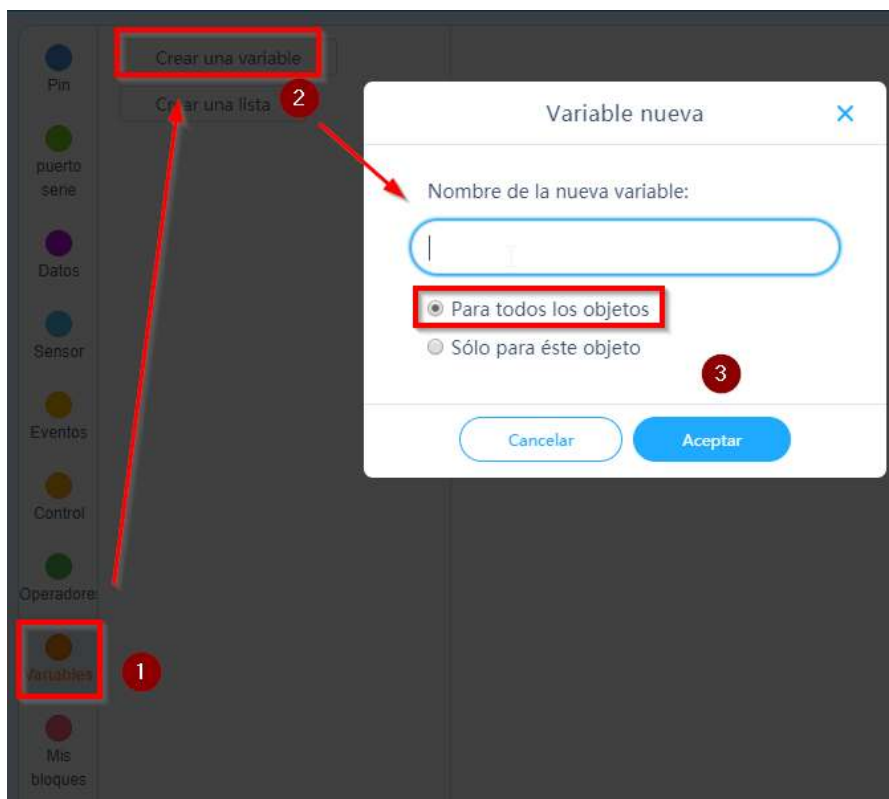 Pin
puerto
serie
Datos
Sensor
Eventos
Control
Operadores
Variables
1
Mis
bloques
Crear una variable
Crear una lista
2
Variable nueva
Nombre de la nueva variable:
Para todos los objetos
Sólo para éste objeto
3
Cancelar
Aceptar